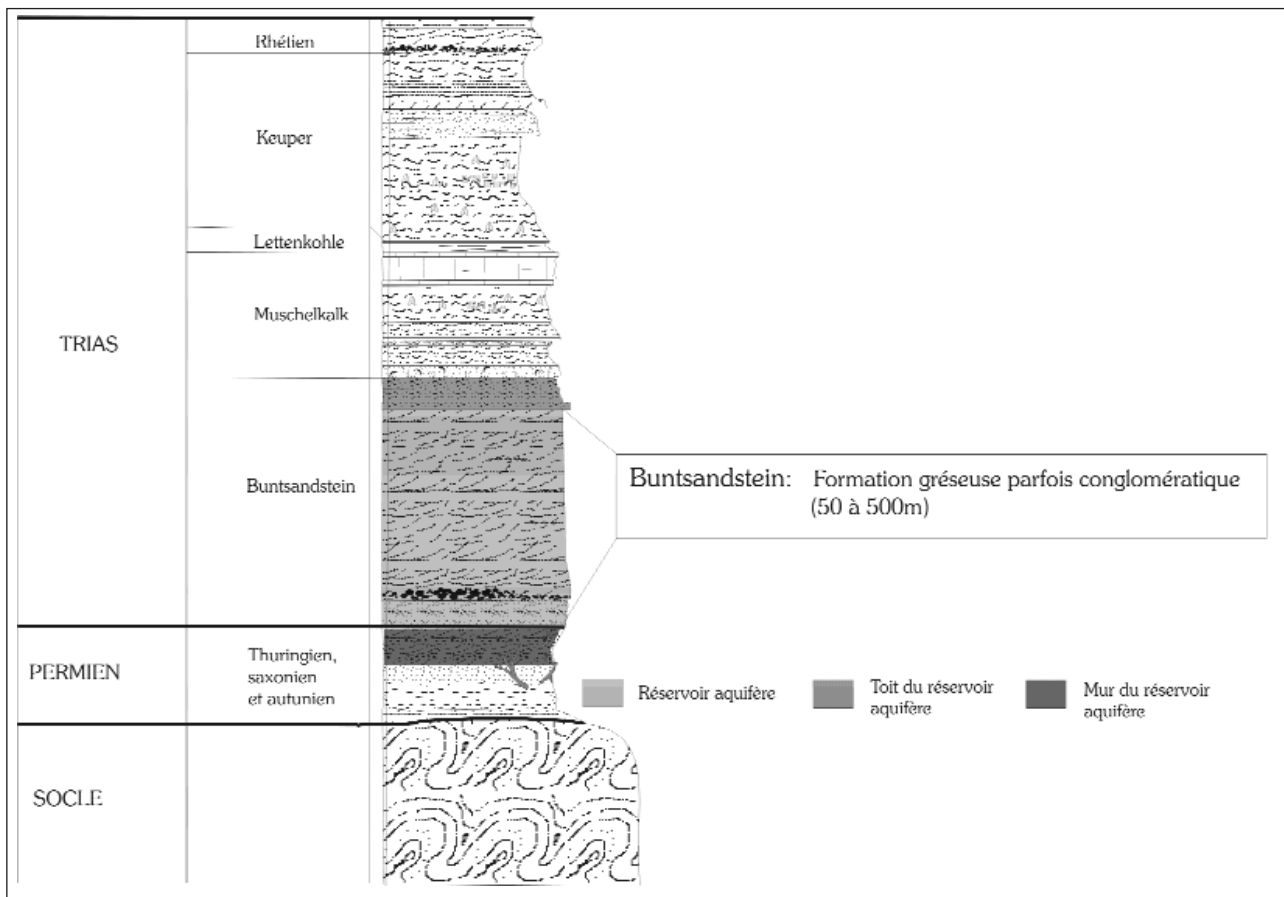 Rhétien
Keuper
Lettenkohle
Muschelkalk
TRIAS
Buntsandstein
Buntsandstein: Formation gréseuse parfois conglomératique
(50 à 500m)
PERMIEN
Thuringien,
saxonien
et autunien
Réservoir aquifère
Toit du réservoir
aquifère
Mur du réservoir
aquifère
SOCLE